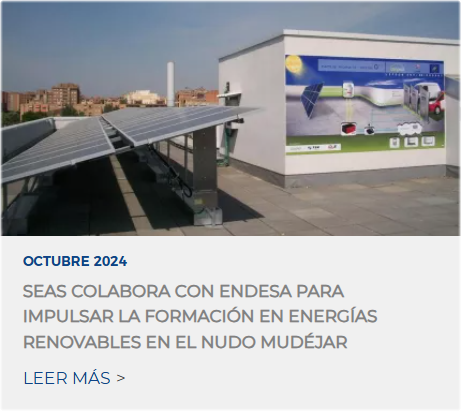 OCTUBRE 2024
SEAS COLABORA CON ENDESA PARA
IMPULSAR LA FORMACIÓN EN ENERGÍAS
RENOVABLES EN EL NUDO MUDÉJAR
LEER MÁS >